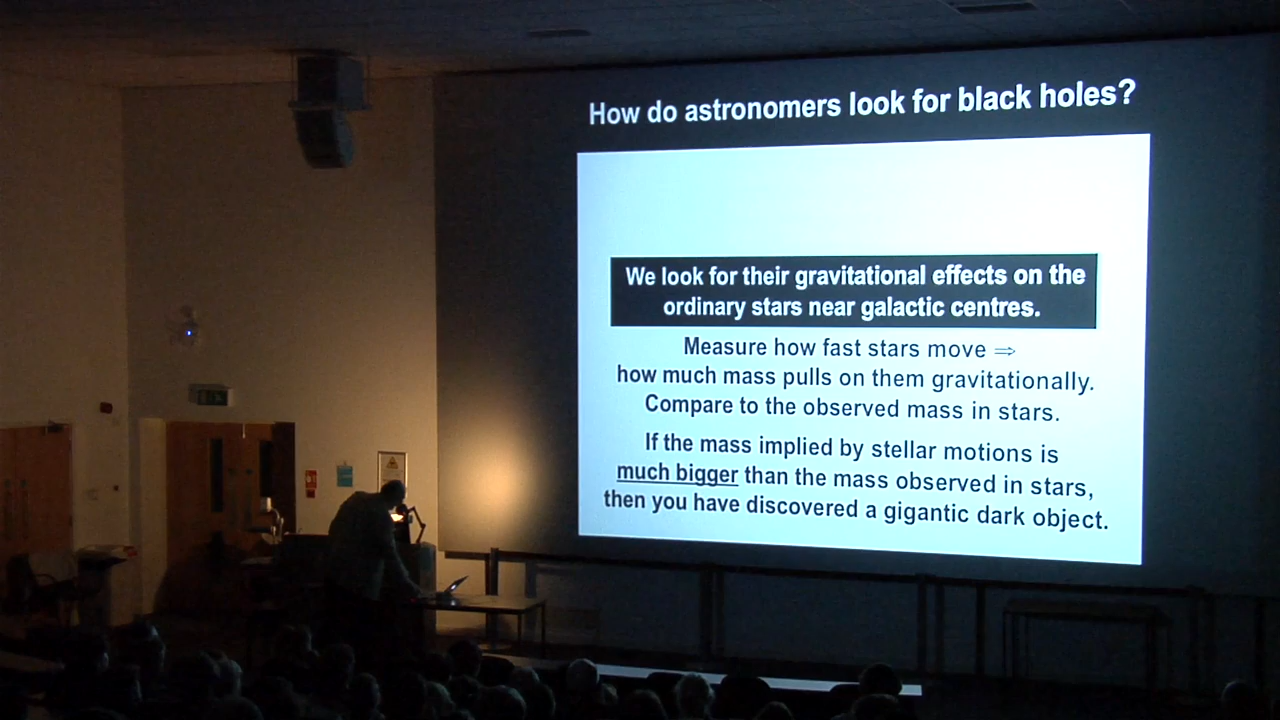 How do astronomers look for black holes?
We look for their gravitational effects on the
ordinary stars near galactic centres.
Measure how fast stars move ⇒
how much mass pulls on them gravitationally.
Compare to the observed mass in stars.
If the mass implied by stellar motions is
much bigger than the mass observed in stars,
then you have discovered a gigantic dark object.